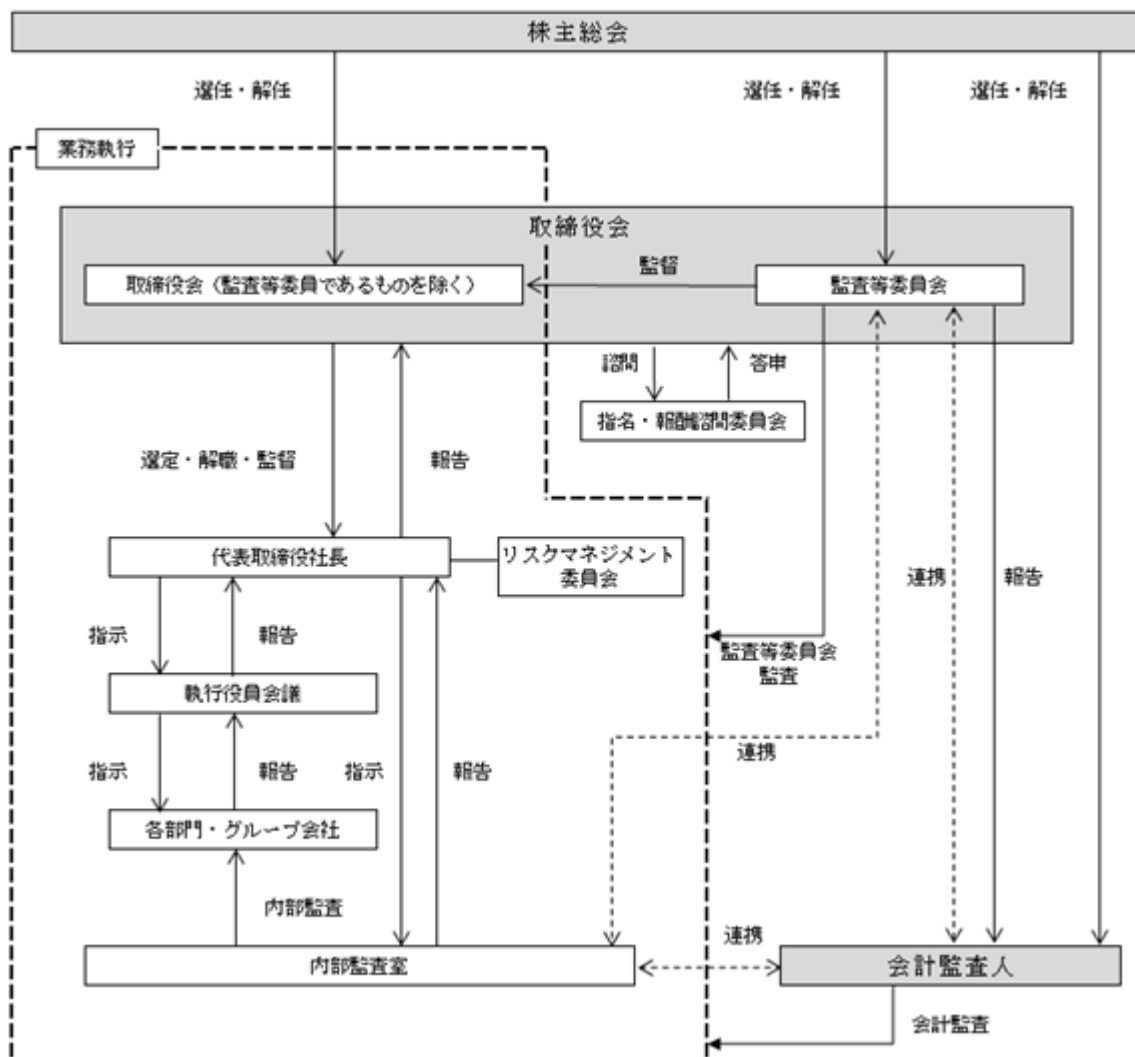 株主総会
選任・解任
選任・解任
選任・解任
業務執行
取締役会
取締役会（監査等委員であるものを除く）
監督
監査等委員会
諮問
答申
指名・報酬諮問委員会
選定・解職・監督
報告
代表取締役社長
リスクマネジメント
委員会
連携
報告
指示
報告
監査等委員会
監査
執行役員会議
連携
指示
報告
指示
報告
各部門・グループ会社
内部監査
連携
内部監査室
会計監査人
会計監査